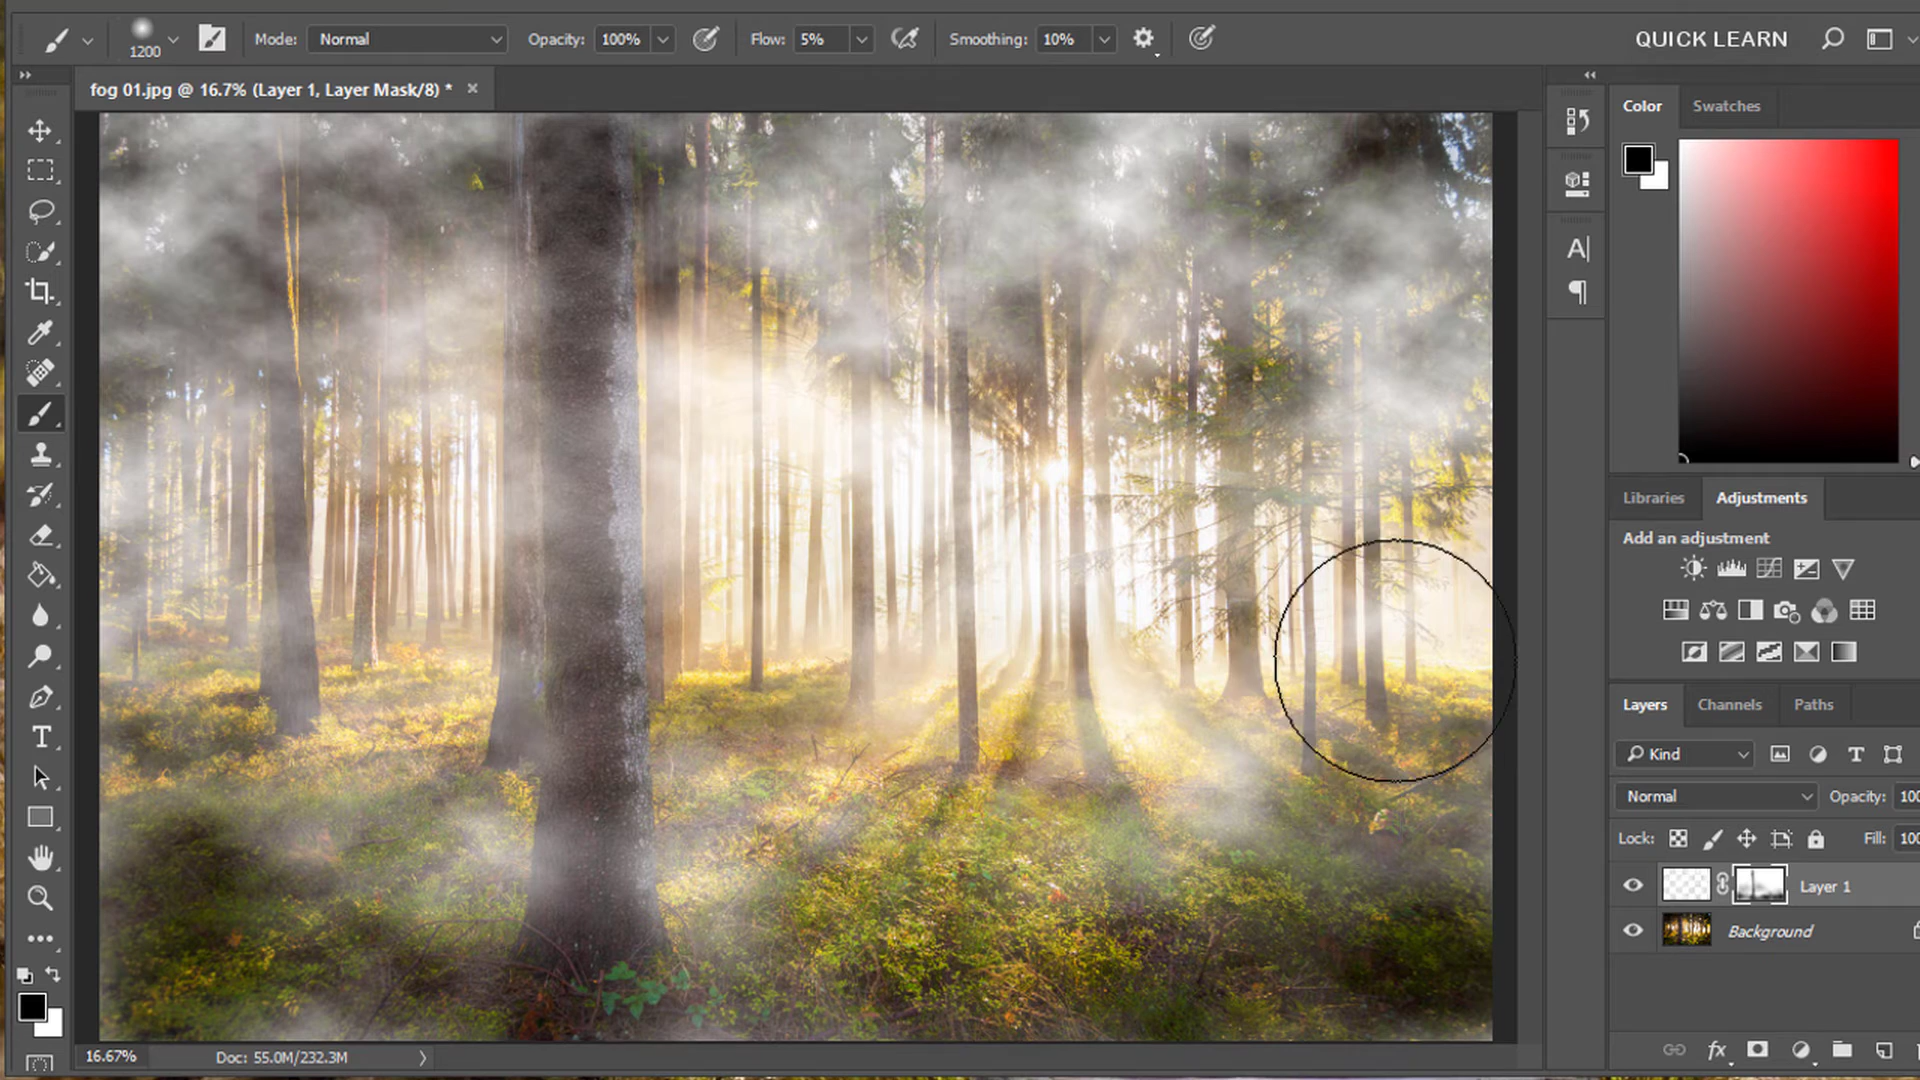 1200
Mode: Normal
Opacity: 100%
Flow: 5%
Smoothing: 10%
QUICK LEARN
fog 01.jpg @ 16.7% (Layer 1, Layer Mask/8) *
Color
Swatches
Libraries
Adjustments
Add an adjustment
Layers
Channels
Paths
Kind
Normal
Opacity: 100
Lock:
Fill: 100
Layer 1
Background
16.67%
Doc: 55.0M/232.3M